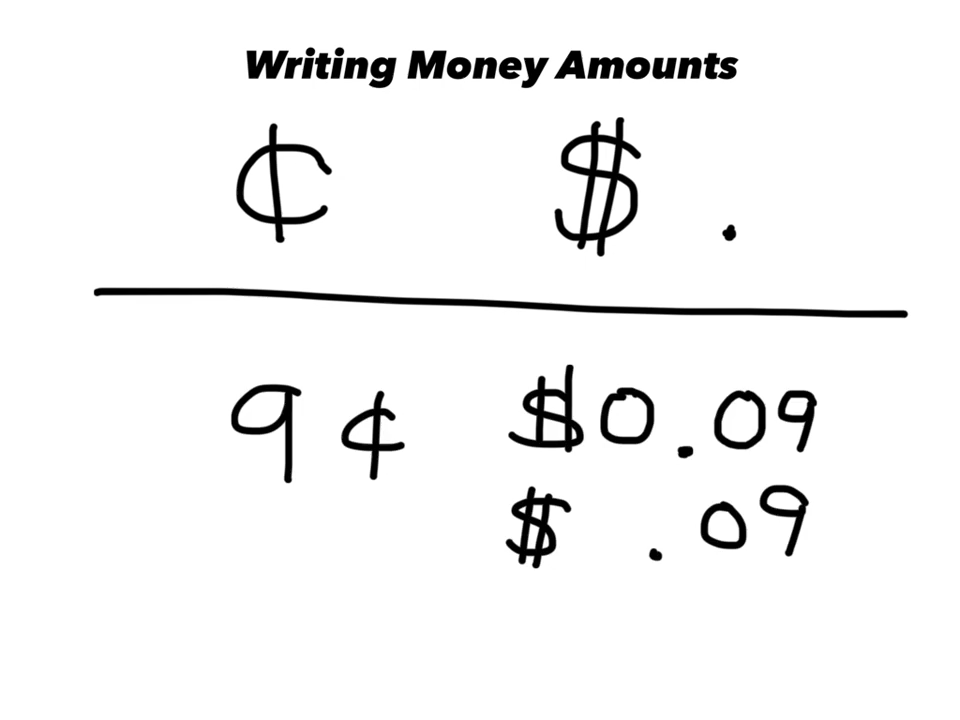 Writing Money Amounts
¢ $ .
9¢ $0.09
$ .09